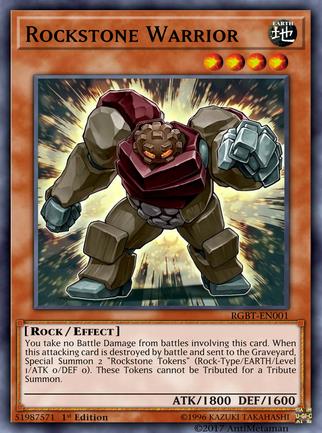 Rockstone Warrior
EARTH
地
RGBT-EN001
[Rock / Effect]
You take no Battle Damage from battles involving this card. When
this attacking card is destroyed by battle and sent to the Graveyard,
Special Summon 2 "Rockstone Tokens" (Rock-Type/EARTH/Level
1/ATK 0/DEF 0). These Tokens cannot be Tributed for a Tribute
Summon.
ATK/1800 DEF/1600
51987571 1st Edition ©1996 KAZUKI TAKAHASHI
©2017 AntiMetaman